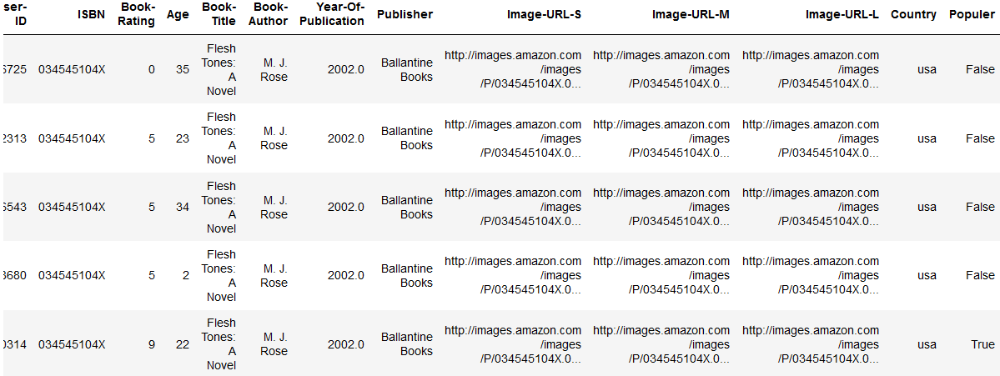 ser-
ID
ISBN
Book-
Rating
Age
Book-
Title
Book-
Author
Year-Of-
Publication
Publisher
Image-URL-S
Image-URL-M
Image-URL-L
Country
Populer
6725
034545104X
0
35
Flesh
Tones:
A
Novel
M. J.
Rose
2002.0
Ballantine
Books
http://images.amazon.com
/images
/P/034545104X.0...
http://images.amazon.com
/images
/P/034545104X.0...
http://images.amazon.com
/images
/P/034545104X.0...
usa
False
2313
034545104X
5
23
Flesh
Tones:
A
Novel
M. J.
Rose
2002.0
Ballantine
Books
http://images.amazon.com
/images
/P/034545104X.0...
http://images.amazon.com
/images
/P/034545104X.0...
http://images.amazon.com
/images
/P/034545104X.0...
usa
False
6543
034545104X
5
34
Flesh
Tones:
A
Novel
M. J.
Rose
2002.0
Ballantine
Books
http://images.amazon.com
/images
/P/034545104X.0...
http://images.amazon.com
/images
/P/034545104X.0...
http://images.amazon.com
/images
/P/034545104X.0...
usa
False
8680
034545104X
5
2
Flesh
Tones:
A
Novel
M. J.
Rose
2002.0
Ballantine
Books
http://images.amazon.com
/images
/P/034545104X.0...
http://images.amazon.com
/images
/P/034545104X.0...
http://images.amazon.com
/images
/P/034545104X.0...
usa
False
0314
034545104X
9
22
Flesh
Tones:
A
Novel
M. J.
Rose
2002.0
Ballantine
Books
http://images.amazon.com
/images
/P/034545104X.0...
http://images.amazon.com
/images
/P/034545104X.0...
http://images.amazon.com
/images
/P/034545104X.0...
usa
True